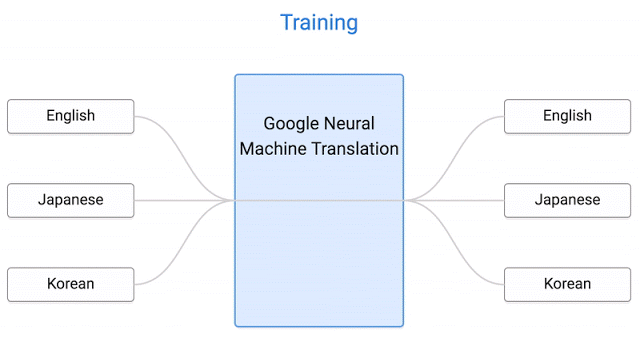 Training
Google Neural
Machine Translation
English
English
Japanese
Japanese
Korean
Korean